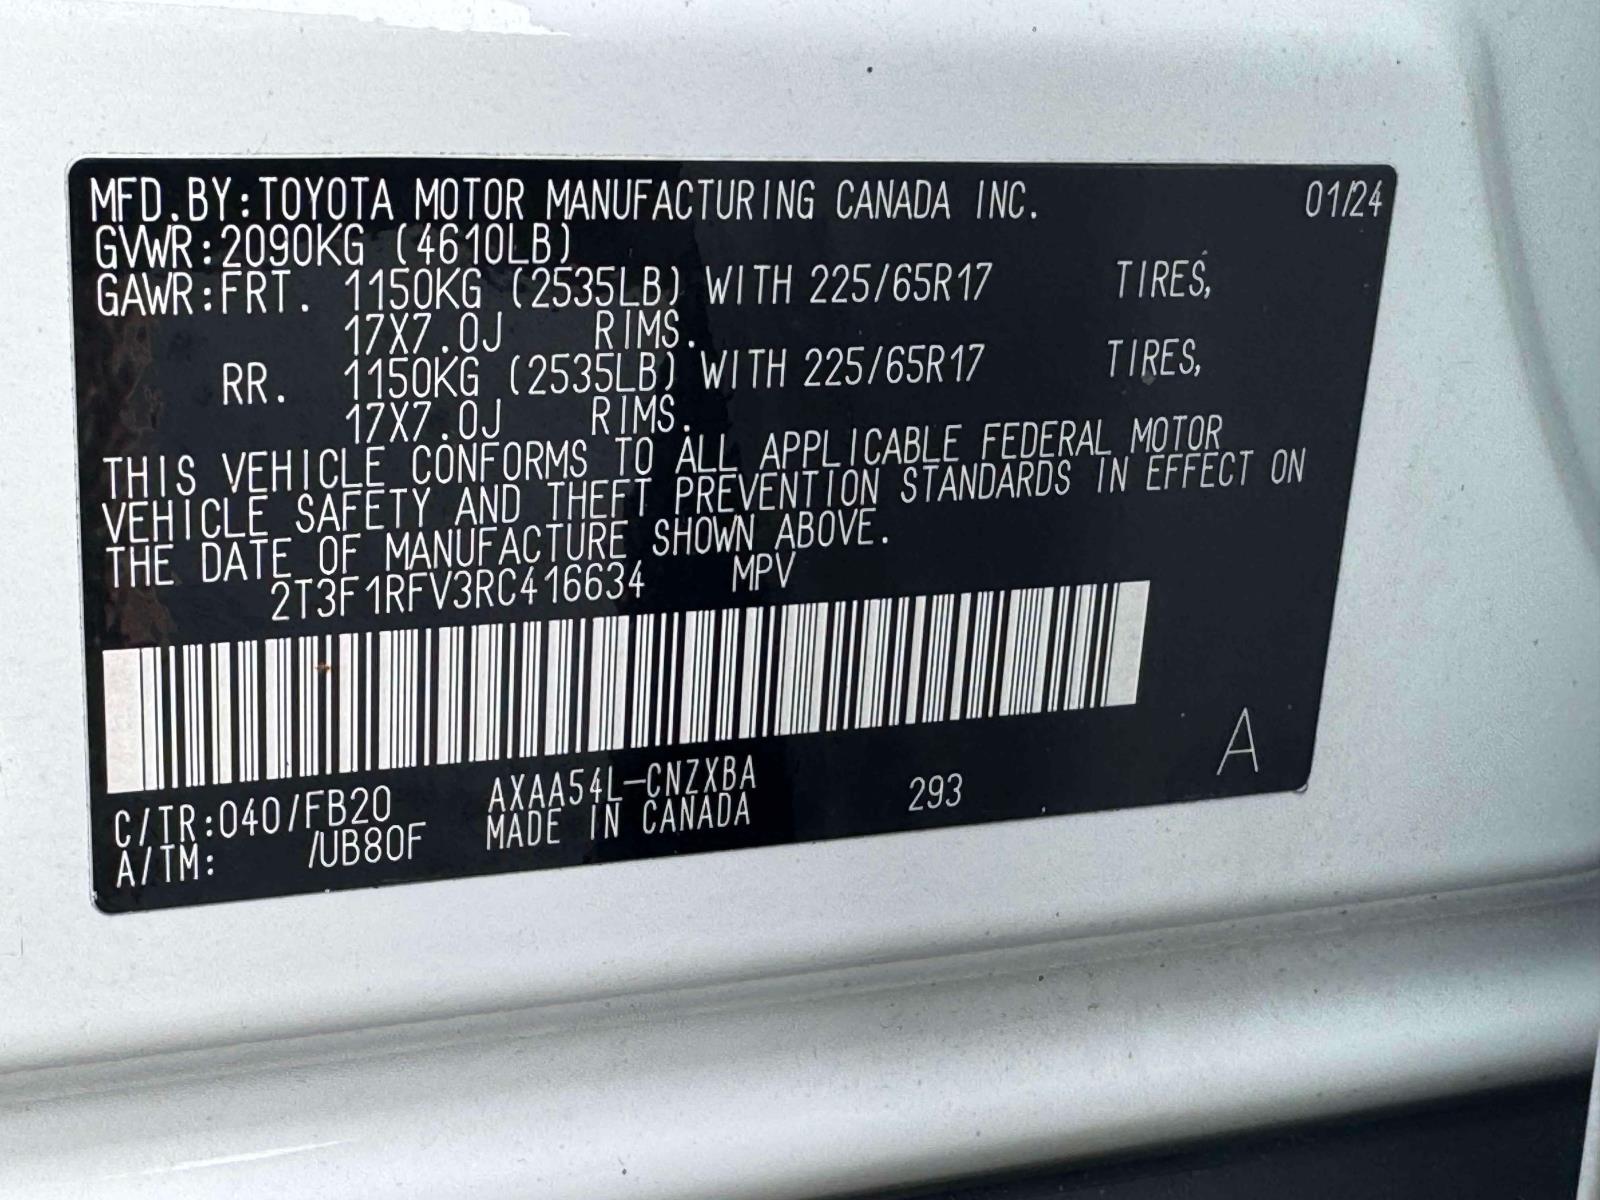 MFD.BY:TOYOTA MOTOR MANUFACTURING CANADA INC. 01/24
GVWR:2090KG (4610LB)
GAWR:FRT. 1150KG (2535LB) WITH 225/65R17 TIRES,
17X7.0J RIMS.
RR. 1150KG (2535LB) WITH 225/65R17 TIRES,
17X7.0J RIMS.
THIS VEHICLE CONFORMS TO ALL APPLICABLE FEDERAL MOTOR
VEHICLE SAFETY AND THEFT PREVENTION STANDARDS IN EFFECT ON
THE DATE OF MANUFACTURE SHOWN ABOVE.
2T3F1RFV3RC416634 MPV
C/TR:040/FB20 AXAA54L-CNZXBA 293 A
A/TM: /UB80F MADE IN CANADA